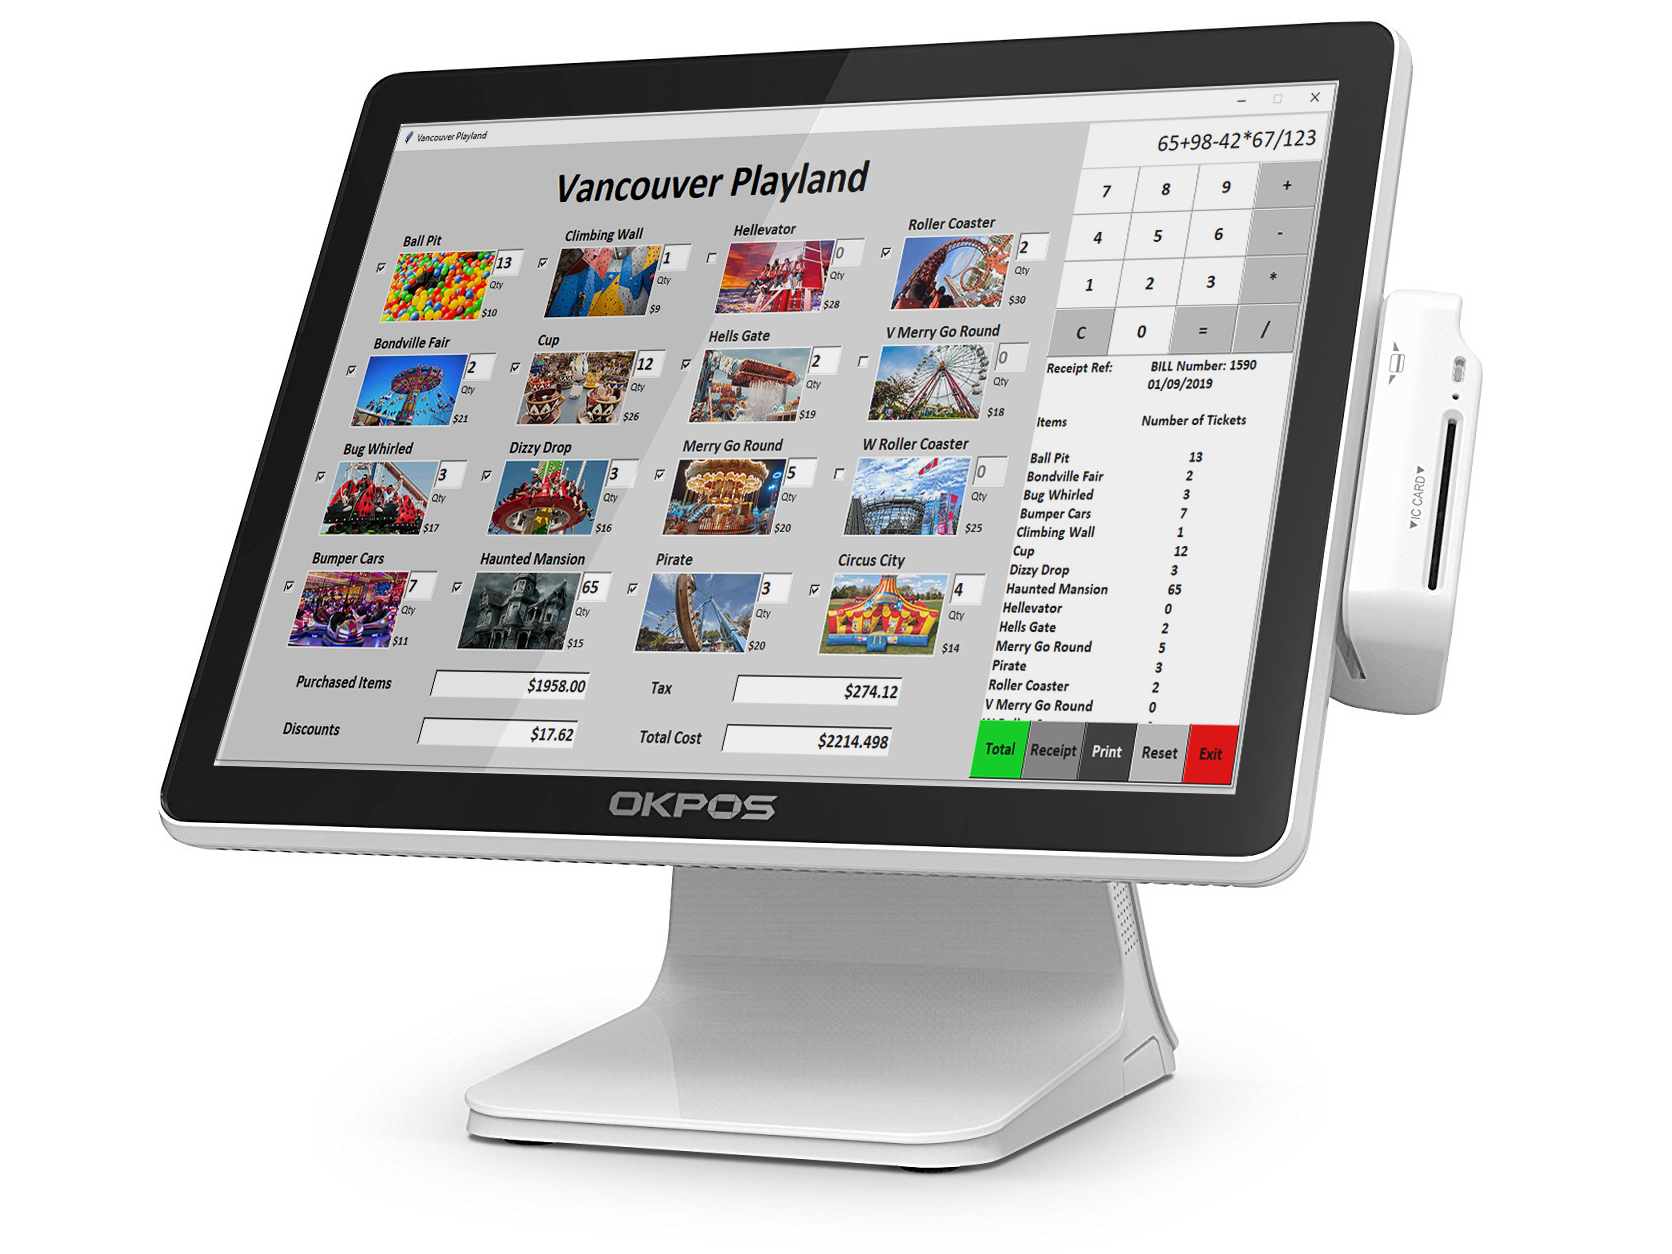 Vancouver Playland
Vancouver Playland
Ball Pit
13
Qty
$10
Climbing Wall
1
Qty
$9
Hellevator
0
Qty
$28
Roller Coaster
2
Qty
$30
Bondville Fair
2
Qty
$21
Cup
12
Qty
$26
Hells Gate
2
Qty
$19
V Merry Go Round
0
Qty
$18
Bug Whirled
3
Qty
$17
Dizzy Drop
3
Qty
$16
Merry Go Round
5
Qty
$20
W Roller Coaster
0
Qty
$25
Bumper Cars
7
Qty
$11
Haunted Mansion
65
Qty
$15
Pirate
3
Qty
$20
Circus City
4
Qty
$14
Purchased Items $1958.00 Tax $274.12
Discounts $17.62 Total Cost $2214.498
65+98-42*67/123
7 8 9 +
4 5 6 -
1 2 3 *
C 0 = /
Receipt Ref: BILL Number: 1590
01/09/2019
Items Number of Tickets
Ball Pit 13
Bondville Fair 2
Bug Whirled 3
Bumper Cars 7
Climbing Wall 1
Cup 12
Dizzy Drop 3
Haunted Mansion 65
Hellevator 0
Hells Gate 2
Merry Go Round 5
Pirate 3
Roller Coaster 2
V Merry Go Round 0
Total Receipt Print Reset Exit
OKPOS
▼IC CARD▼